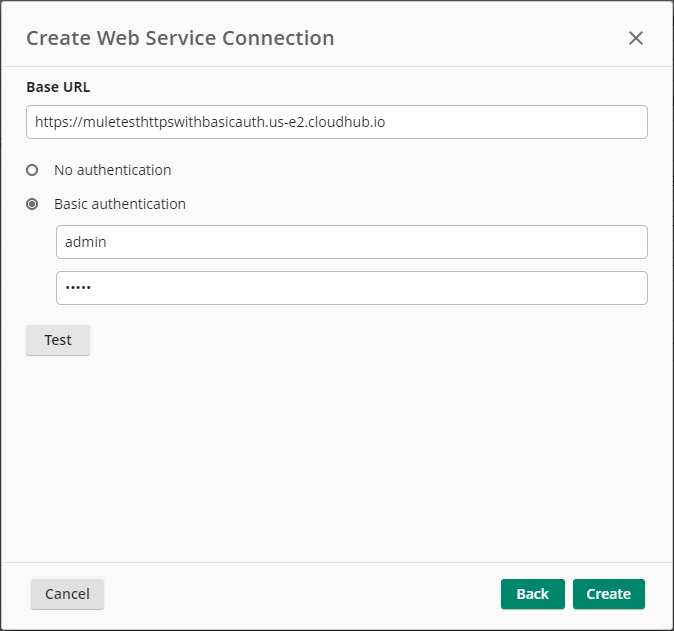 Create Web Service Connection
Base URL
https://muletesthttpswithbasicauth.us-e2.cloudhub.io
No authentication
Basic authentication
admin
•••••
Test
Cancel
Back
Create